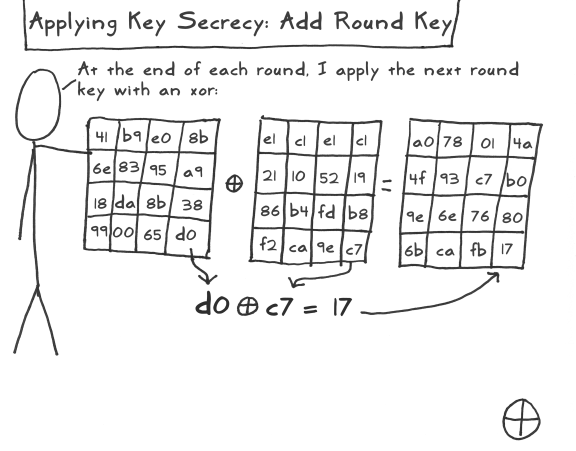 Applying Key Secrecy: Add Round Key
At the end of each round, I apply the next round
key with an xor:
41 b9 e0 8b
6e 83 95 a9
18 da 8b 38
99 00 65 d0
⊕
e1 c1 e1 c1
21 10 52 19
86 b4 fd b8
f2 ca 9e c7
=
a0 78 01 4a
4f 93 c7 b0
9e 6e 76 80
6b ca fb 17
d0 ⊕ c7 = 17